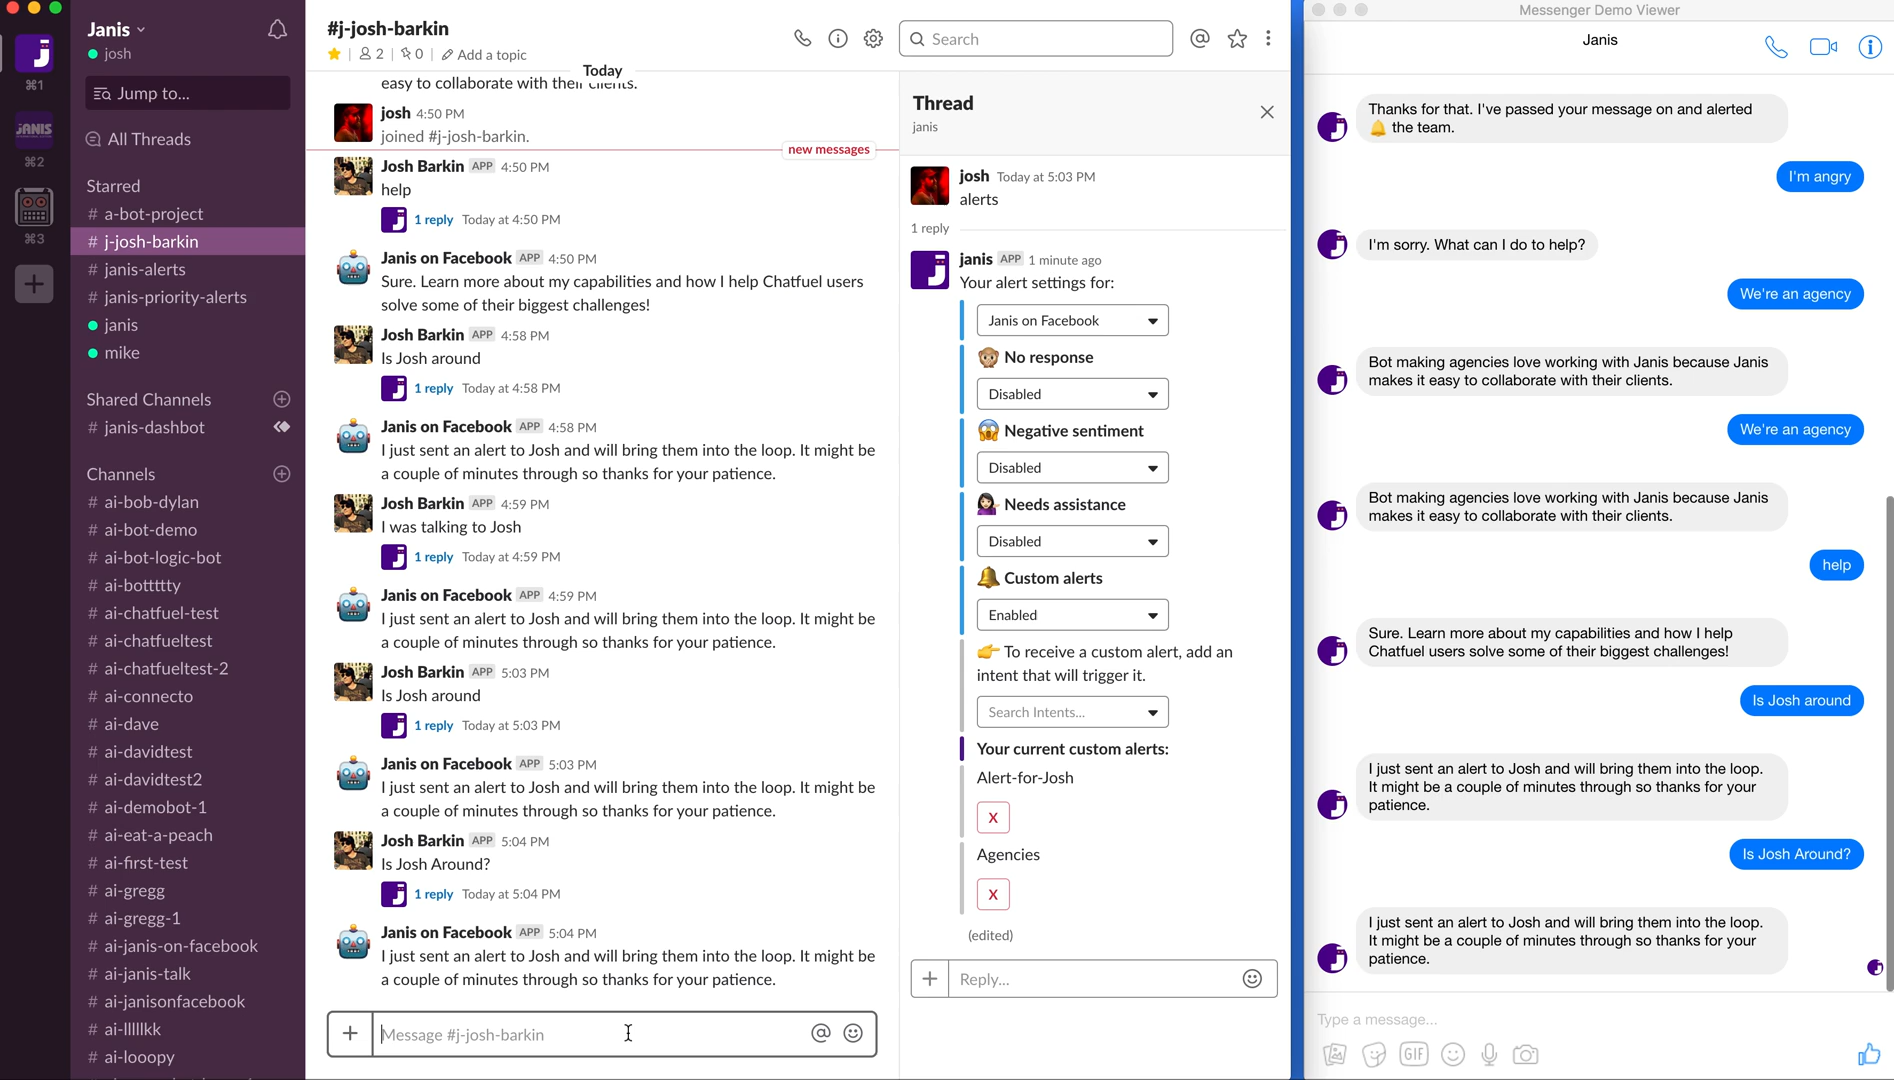 ⌘1
JANIS
⌘2
⌘3
Janis
josh
Jump to...
All Threads
Starred
# a-bot-project
# j-josh-barkin
# janis-alerts
# janis-priority-alerts
janis
mike
Shared Channels
# janis-dashbot
Channels
# ai-bob-dylan
# ai-bot-demo
# ai-bot-logic-bot
# ai-bottttty
# ai-chatfuel-test
# ai-chatfueltest
# ai-chatfueltest-2
# ai-connecto
# ai-dave
# ai-davidtest
# ai-davidtest2
# ai-demobot-1
# ai-eat-a-peach
# ai-first-test
# ai-gregg
# ai-gregg-1
# ai-janis-on-facebook
# ai-janis-talk
# ai-janisonfacebook
# ai-lllllkk
# ai-looopy
#j-josh-barkin
2
0
Add a topic
Search
Today
easy to collaborate with their clients.
josh 4:50 PM
joined #j-josh-barkin.
new messages
Josh Barkin APP 4:50 PM
help
1 reply Today at 4:50 PM
Janis on Facebook APP 4:50 PM
Sure. Learn more about my capabilities and how I help Chatfuel users
solve some of their biggest challenges!
Josh Barkin APP 4:58 PM
Is Josh around
1 reply Today at 4:58 PM
Janis on Facebook APP 4:58 PM
I just sent an alert to Josh and will bring them into the loop. It might be
a couple of minutes through so thanks for your patience.
Josh Barkin APP 4:59 PM
I was talking to Josh
1 reply Today at 4:59 PM
Janis on Facebook APP 4:59 PM
I just sent an alert to Josh and will bring them into the loop. It might be
a couple of minutes through so thanks for your patience.
Josh Barkin APP 5:03 PM
Is Josh around
1 reply Today at 5:03 PM
Janis on Facebook APP 5:03 PM
I just sent an alert to Josh and will bring them into the loop. It might be
a couple of minutes through so thanks for your patience.
Josh Barkin APP 5:04 PM
Is Josh Around?
1 reply Today at 5:04 PM
Janis on Facebook APP 5:04 PM
I just sent an alert to Josh and will bring them into the loop. It might be
a couple of minutes through so thanks for your patience.
Message #j-josh-barkin
Thread
janis
josh Today at 5:03 PM
alerts
1 reply
janis APP 1 minute ago
Your alert settings for:
Janis on Facebook
No response
Disabled
Negative sentiment
Disabled
Needs assistance
Disabled
Custom alerts
Enabled
To receive a custom alert, add an
intent that will trigger it.
Search Intents...
Your current custom alerts:
Alert-for-Josh
X
Agencies
X
(edited)
Reply...
Messenger Demo Viewer
Janis
Thanks for that. I've passed your message on and alerted
the team.
I'm angry
I'm sorry. What can I do to help?
We're an agency
Bot making agencies love working with Janis because Janis
makes it easy to collaborate with their clients.
We're an agency
Bot making agencies love working with Janis because Janis
makes it easy to collaborate with their clients.
help
Sure. Learn more about my capabilities and how I help
Chatfuel users solve some of their biggest challenges!
Is Josh around
I just sent an alert to Josh and will bring them into the loop.
It might be a couple of minutes through so thanks for your
patience.
Is Josh Around?
I just sent an alert to Josh and will bring them into the loop.
It might be a couple of minutes through so thanks for your
patience.
Type a message...
GIF